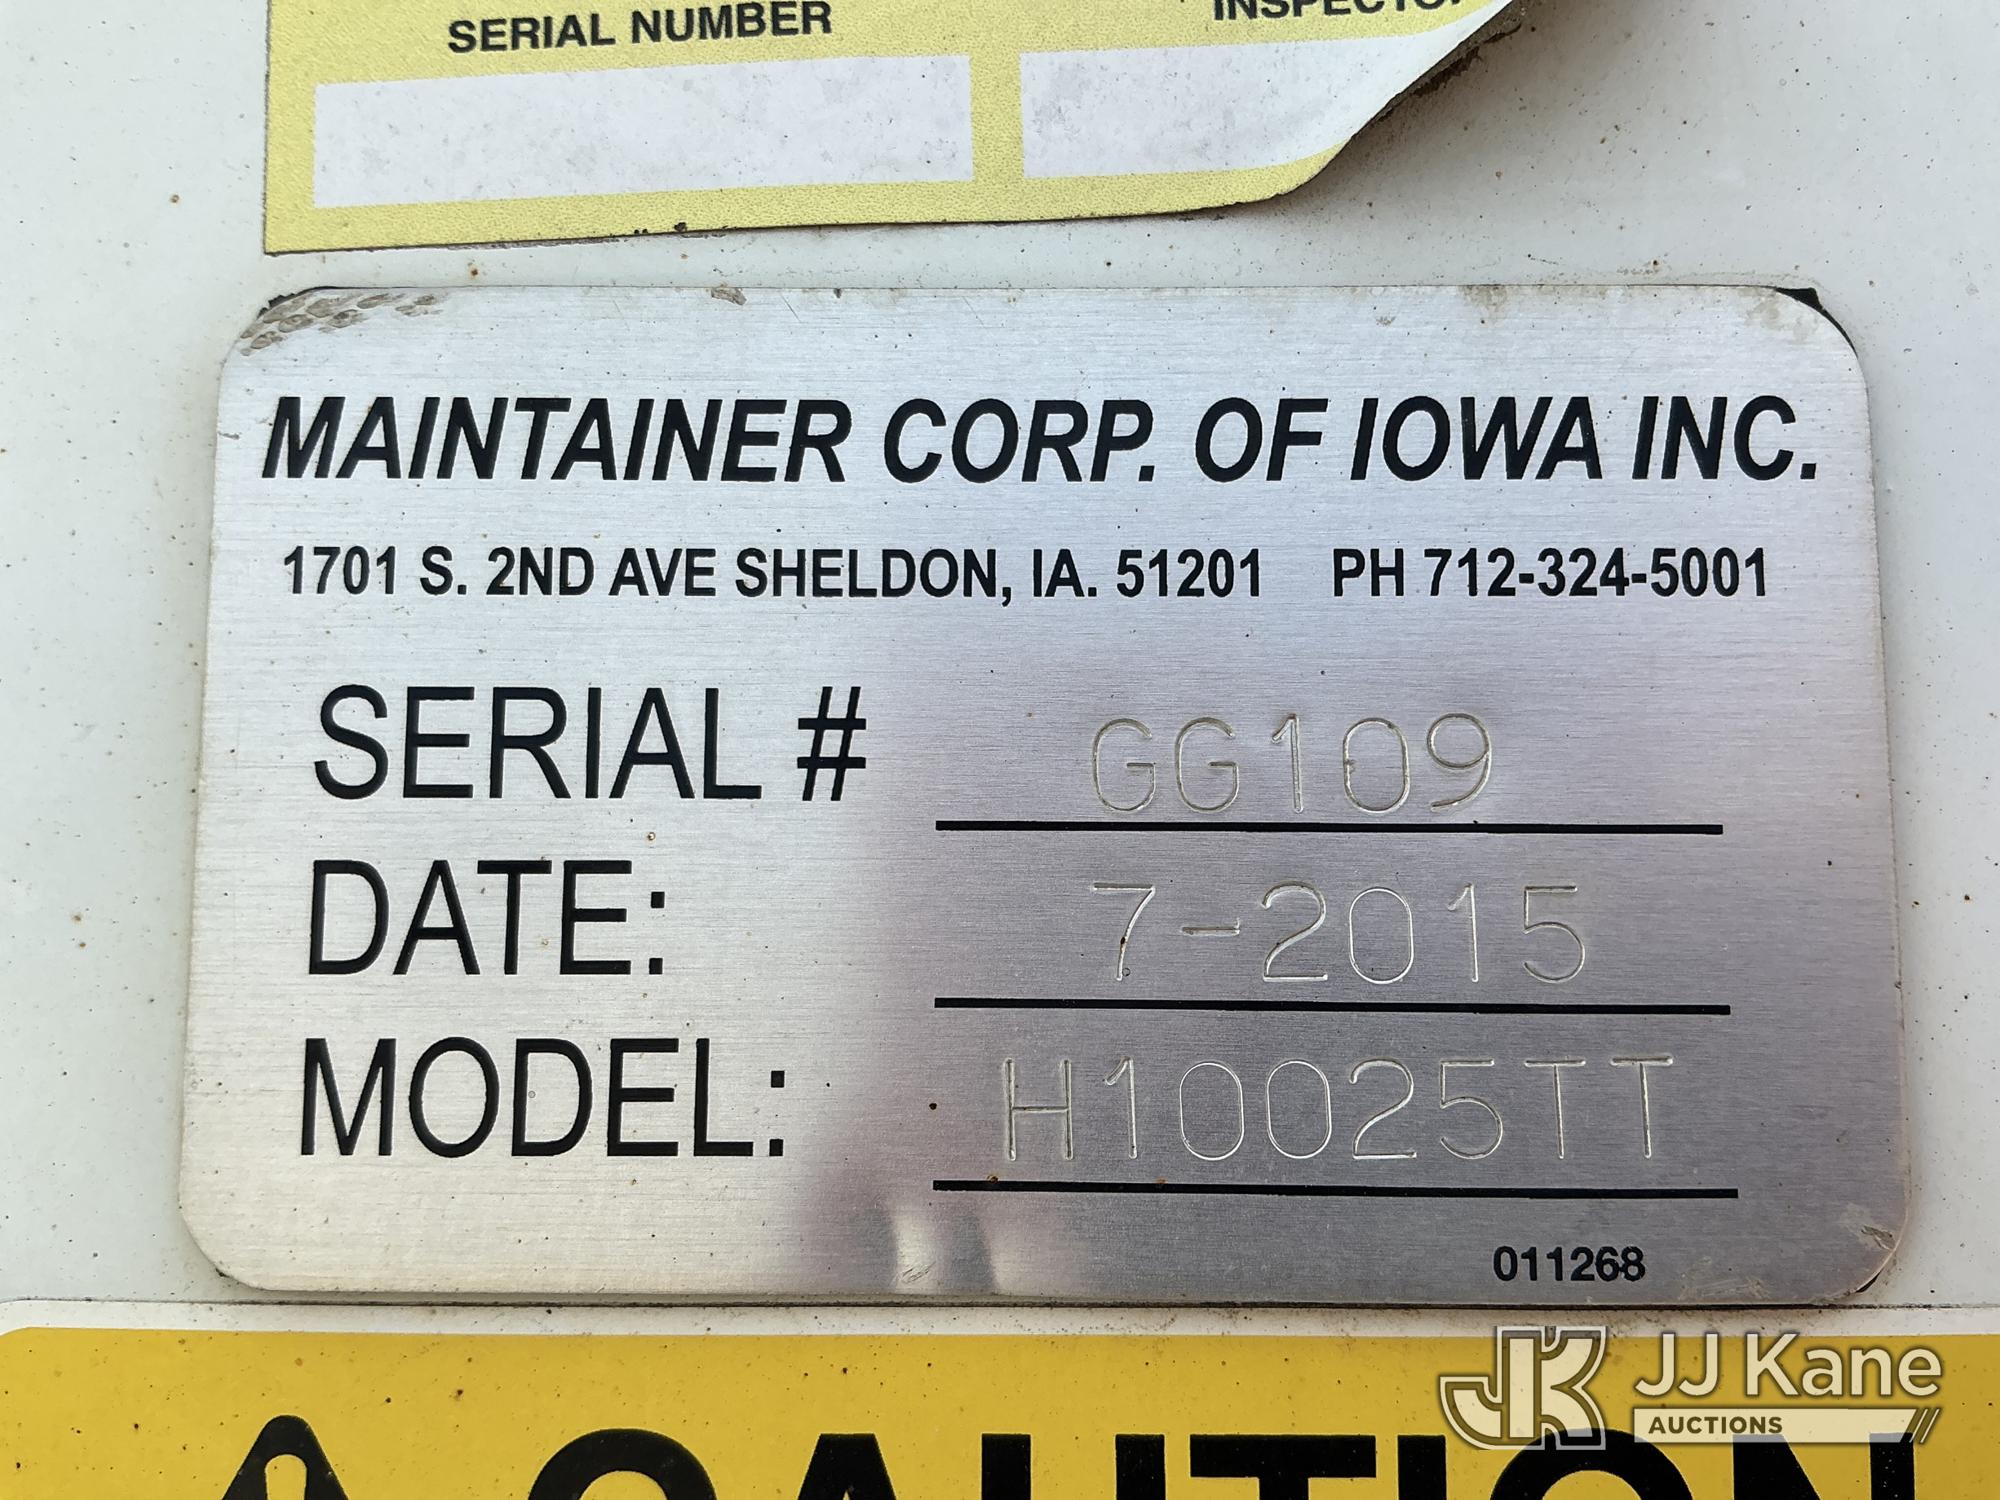 SERIAL NUMBER
MAINTAINER CORP. OF IOWA INC.
1701 S. 2ND AVE SHELDON, IA. 51201 PH 712-324-5001
SERIAL # GG109
DATE: 7-2015
MODEL: H10025TT
011268
JJ Kane
AUCTIONS
CAUTION